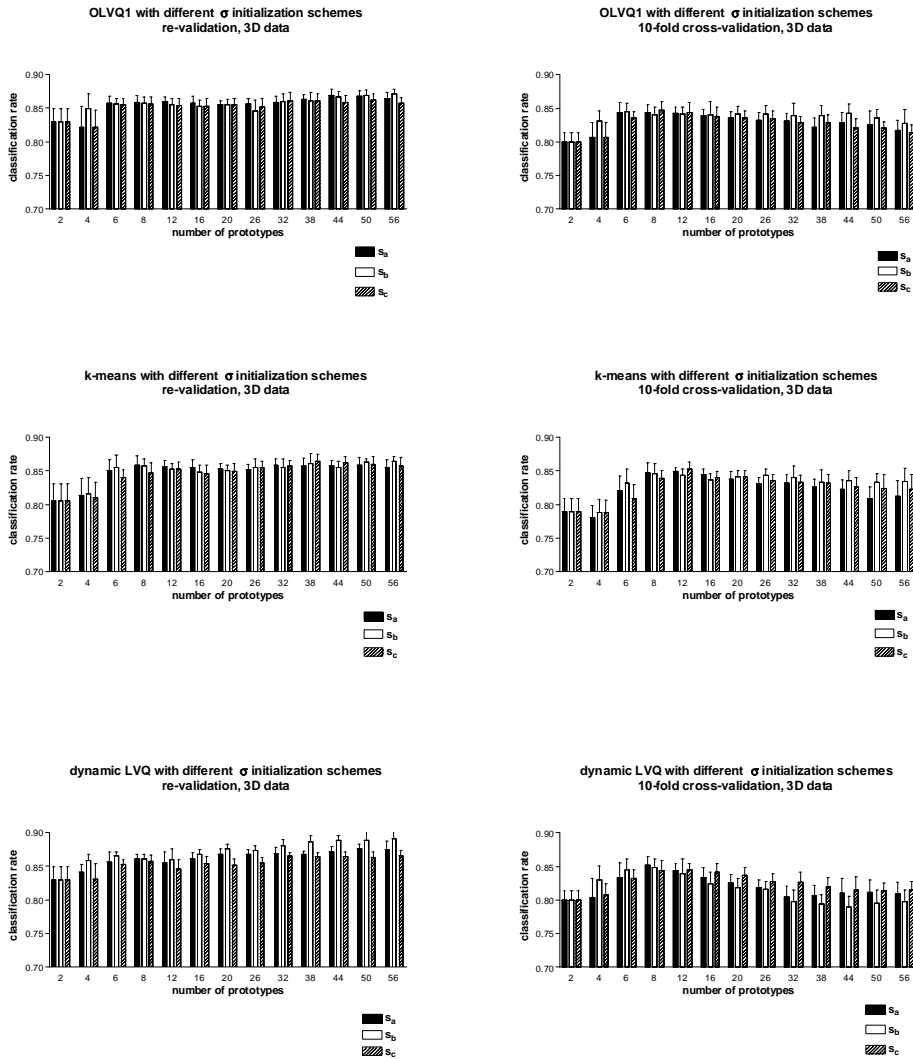 OLVQ1 with different σ initialization schemes
re-validation, 3D data
classification rate
0.90
0.85
0.80
0.75
0.70
2 4 6 8 12 16 20 26 32 38 44 50 56
number of prototypes
sa
sb
sc
OLVQ1 with different σ initialization schemes
10-fold cross-validation, 3D data
classification rate
0.90
0.85
0.80
0.75
0.70
2 4 6 8 12 16 20 26 32 38 44 50 56
number of prototypes
sa
sb
sc
k-means with different σ initialization schemes
re-validation, 3D data
classification rate
0.90
0.85
0.80
0.75
0.70
2 4 6 8 12 16 20 26 32 38 44 50 56
number of prototypes
sa
sb
sc
k-means with different σ initialization schemes
10-fold cross-validation, 3D data
classification rate
0.90
0.85
0.80
0.75
0.70
2 4 6 8 12 16 20 26 32 38 44 50 56
number of prototypes
sa
sb
sc
dynamic LVQ with different σ initialization schemes
re-validation, 3D data
classification rate
0.90
0.85
0.80
0.75
0.70
2 4 6 8 12 16 20 26 32 38 44 50 56
number of prototypes
sa
sb
sc
dynamic LVQ with different σ initialization schemes
10-fold cross-validation, 3D data
classification rate
0.90
0.85
0.80
0.75
0.70
2 4 6 8 12 16 20 26 32 38 44 50 56
number of prototypes
sa
sb
sc